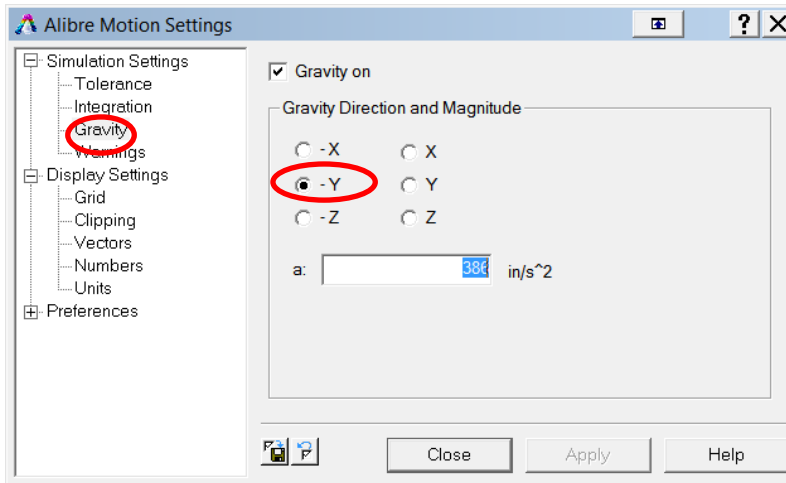 Alibre Motion Settings
Simulation Settings
Tolerance
Integration
Gravity
Warnings
Display Settings
Grid
Clipping
Vectors
Numbers
Units
Preferences
Gravity on
Gravity Direction and Magnitude
- X
X
- Y
Y
- Z
Z
a: 386 in/s^2
Close Apply Help